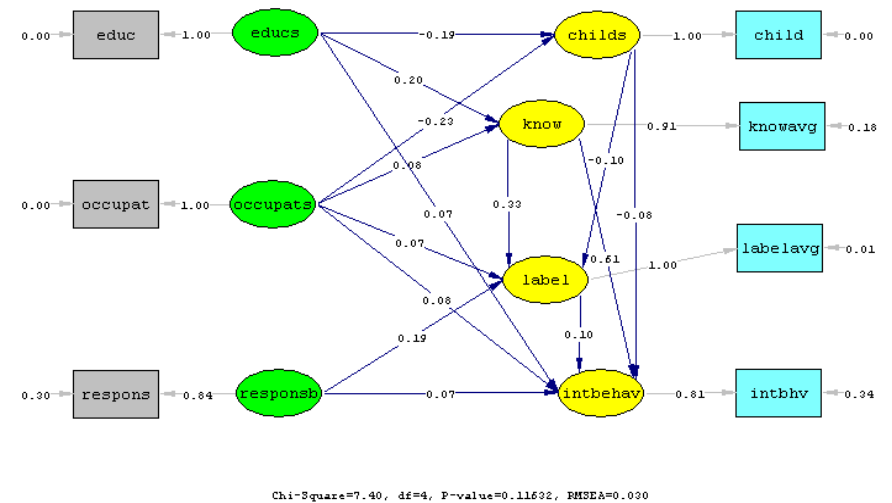 0.00 educ 1.00 educs -0.19 childs 1.00 child 0.00
0.20
-0.23 know 0.91 knowavg 0.18
0.08 -0.10
0.00 occupat 1.00 occupats 0.07 0.33 -0.08
0.07 0.61 labelavg 0.01
label 1.00
0.08
0.19 0.10
0.30 respons 0.84 responsb 0.07 intbehav 0.81 intbhv 0.34
Chi-Square=7.40, df=4, P-value=0.11632, RMSEA=0.030